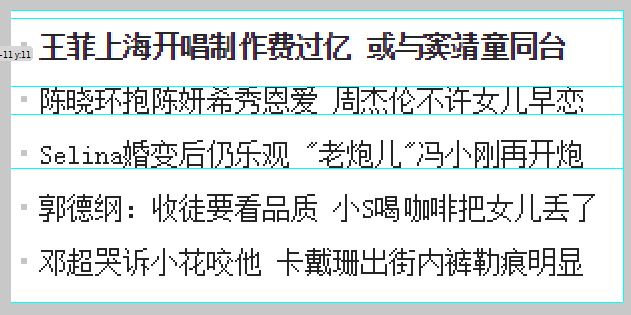 王菲上海开唱制作费过亿 或与窦靖童同台
陈晓环抱陈妍希秀恩爱 周杰伦不许女儿早恋
Selina婚变后仍乐观 "老炮儿"冯小刚再开炮
郭德纲：收徒要看品质 小S喝咖啡把女儿丢了
邓超哭诉小花咬他 卡戴珊出街内裤勒痕明显